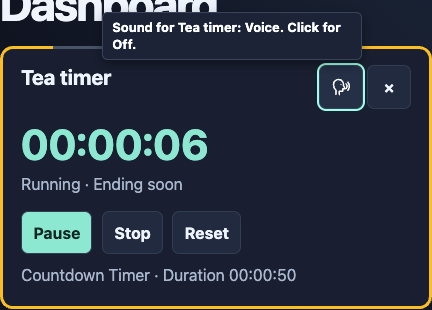 Dashboard
Sound for Tea timer: Voice. Click for
Off.
Tea timer
×
00:00:06
Running · Ending soon
Pause
Stop
Reset
Countdown Timer · Duration 00:00:50